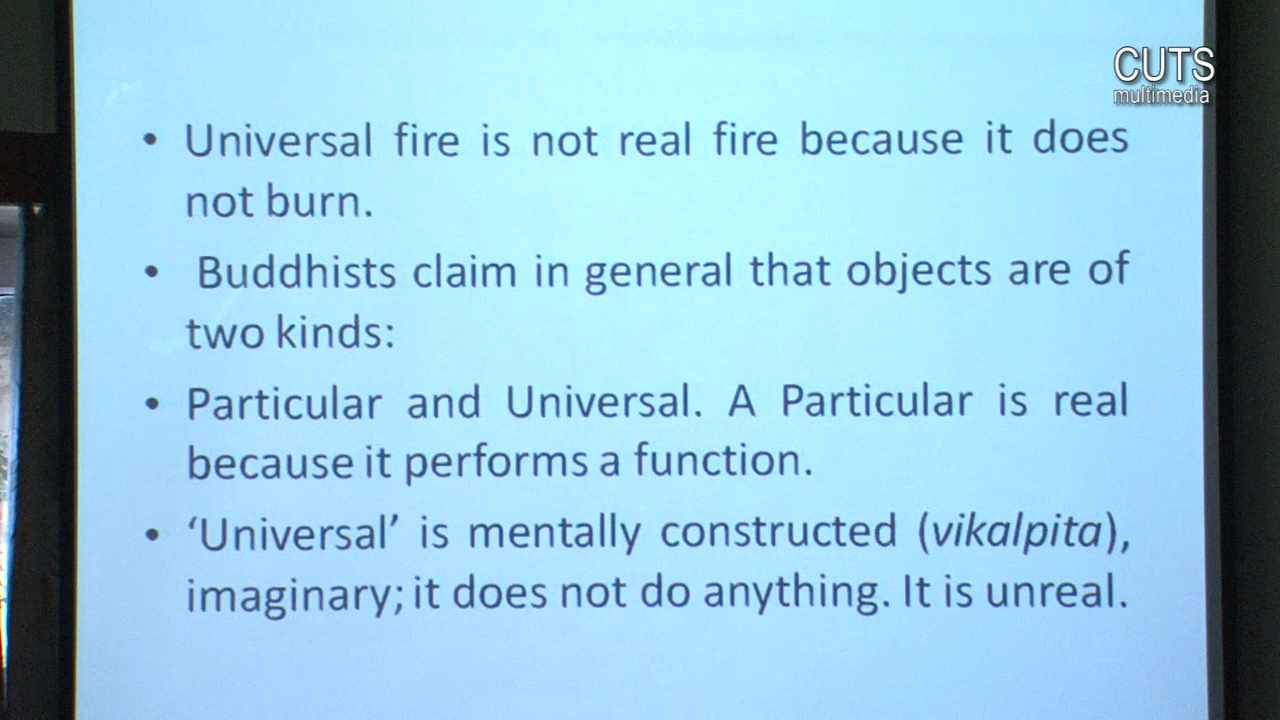 CUTS
multimedia
• Universal fire is not real fire because it does
not burn.
• Buddhists claim in general that objects are of
two kinds:
• Particular and Universal. A Particular is real
because it performs a function.
• ‘Universal’ is mentally constructed (vikalpita),
imaginary; it does not do anything. It is unreal.